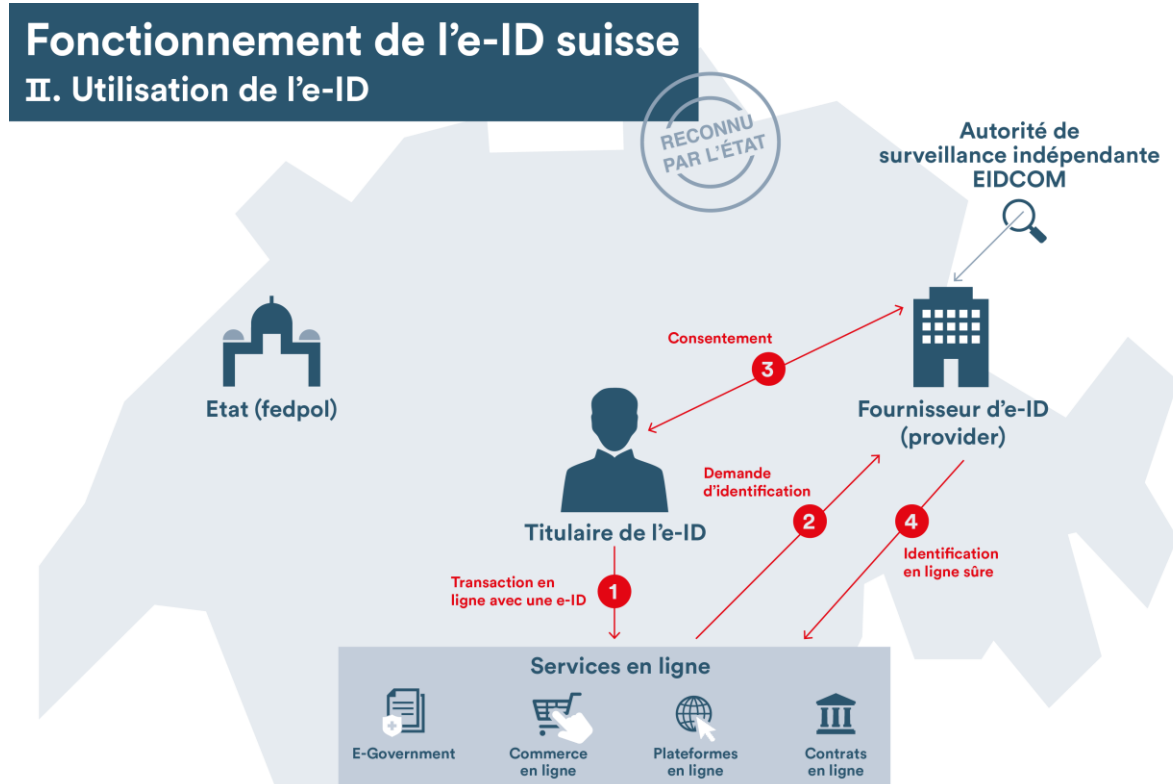 Fonctionnement de l'e-ID suisse
II. Utilisation de l'e-ID
RECONNU
PAR L'ÉTAT
Autorité de
surveillance indépendante
EIDCOM
Consentement
3
Etat (fedpol)
Fournisseur d'e-ID
(provider)
Demande
d'identification
2
4
Titulaire de l'e-ID
Identification
en ligne sûre
Transaction en
ligne avec une e-ID
1
Services en ligne
E-Government
Commerce
en ligne
Plateformes
en ligne
Contrats
en ligne